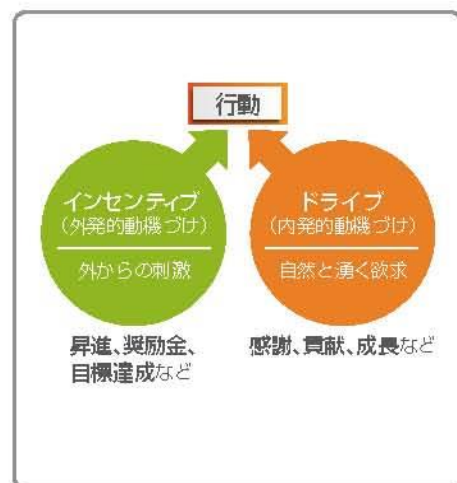 行動
インセンティブ
（外発的動機づけ）
外からの刺激
ドライブ
（内発的動機づけ）
自然と湧く欲求
昇進、奨励金、
目標達成など
感謝、貢献、成長など